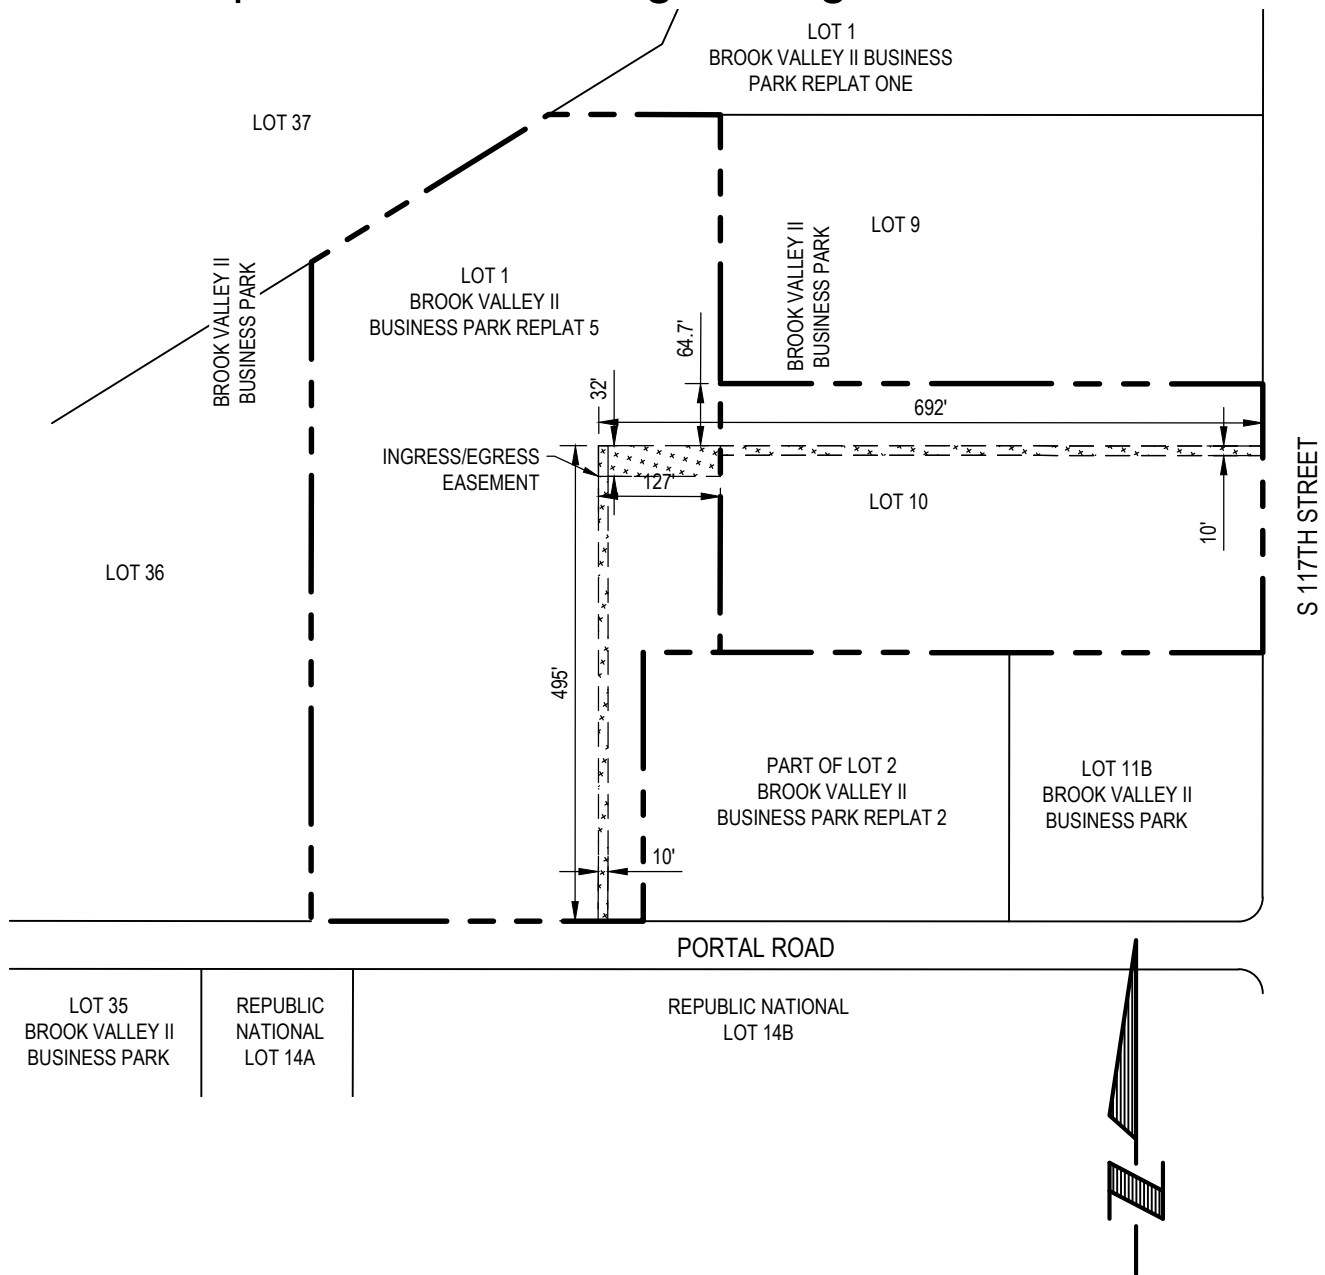 LOT 1
BROOK VALLEY II BUSINESS
PARK REPLAT ONE
LOT 37
LOT 9
BROOK VALLEY II
BUSINESS PARK
LOT 1
BROOK VALLEY II
BUSINESS PARK REPLAT 5
BROOK VALLEY II
BUSINESS PARK
64.7'
32'
692'
INGRESS/EGRESS
EASEMENT
127'
LOT 10
10'
S 117TH STREET
LOT 36
495'
PART OF LOT 2
BROOK VALLEY II
BUSINESS PARK REPLAT 2
LOT 11B
BROOK VALLEY II
BUSINESS PARK
10'
PORTAL ROAD
LOT 35
BROOK VALLEY II
BUSINESS PARK
REPUBLIC
NATIONAL
LOT 14A
REPUBLIC NATIONAL
LOT 14B